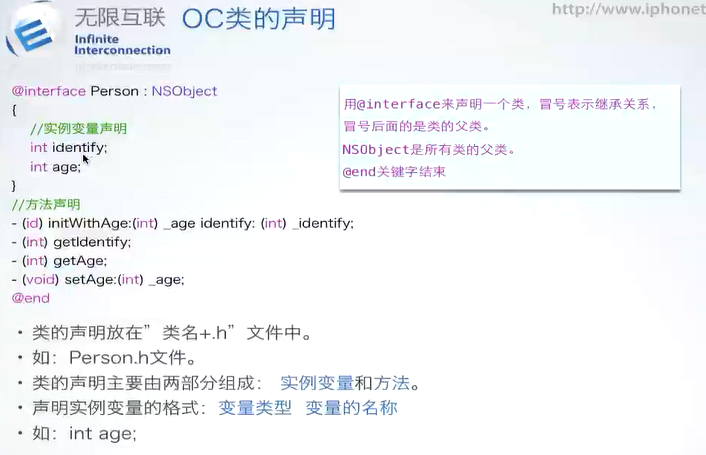 无限互联
Infinite
Interconnection
OC类的声明
http://www.iphonet
@interface Person : NSObject
{
//实例变量声明
int identify;
int age;
}
//方法声明
- (id) initWithAge:(int) _age identify: (int) _identify;
- (int) getIdentify;
- (int) getAge;
- (void) setAge:(int) _age;
@end
用@interface来声明一个类，冒号表示继承关系，
冒号后面的是类的父类。
NSObject是所有类的父类。
@end关键字结束
• 类的声明放在”类名+.h”文件中。
• 如：Person.h文件。
• 类的声明主要由两部分组成： 实例变量和方法。
• 声明实例变量的格式：变量类型 变量的名称
• 如：int age;